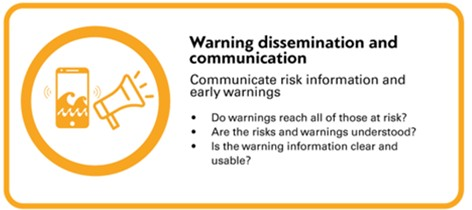 Warning dissemination and
communication
Communicate risk information and
early warnings
• Do warnings reach all of those at risk?
• Are the risks and warnings understood?
• Is the warning information clear and
usable?